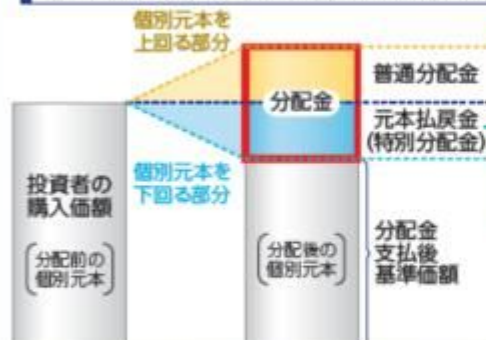 個別元本を
上回る部分
分配金
普通分配金
元本払戻金
(特別分配金)
個別元本を
下回る部分
投資者の
購入価額
分配前の
個別元本
分配後の
個別元本
分配金
支払後
基準価額